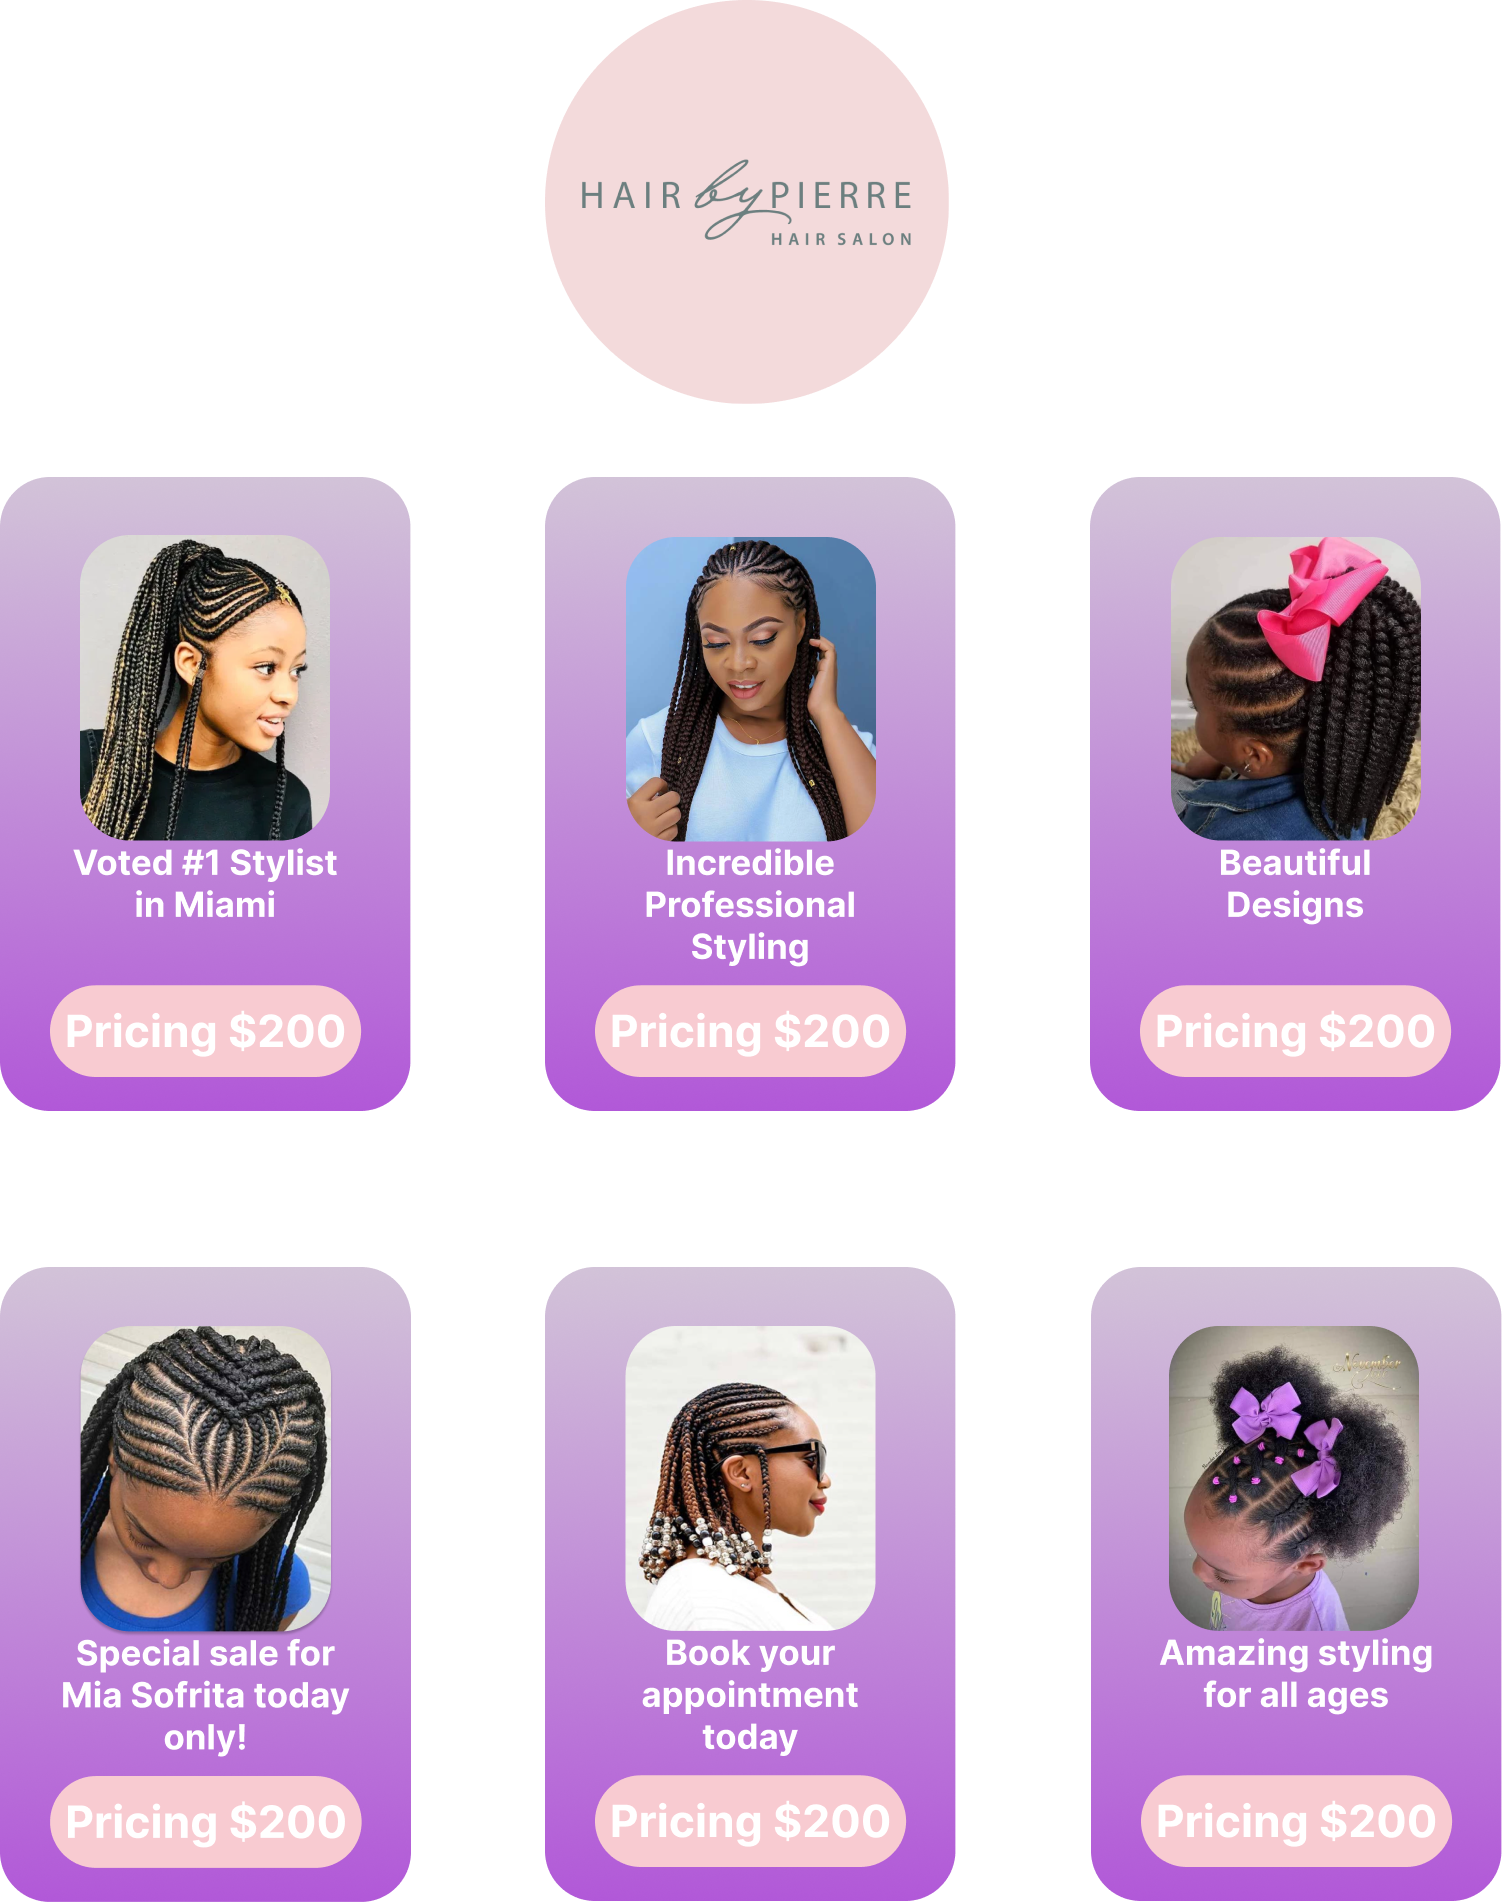 HAIR by PIERRE
HAIR SALON
Voted #1 Stylist
in Miami
Pricing $200
Incredible
Professional
Styling
Pricing $200
Beautiful
Designs
Pricing $200
Special sale for
Mia Sofrita today
only!
Pricing $200
Book your
appointment
today
Pricing $200
November
Amazing styling
for all ages
Pricing $200